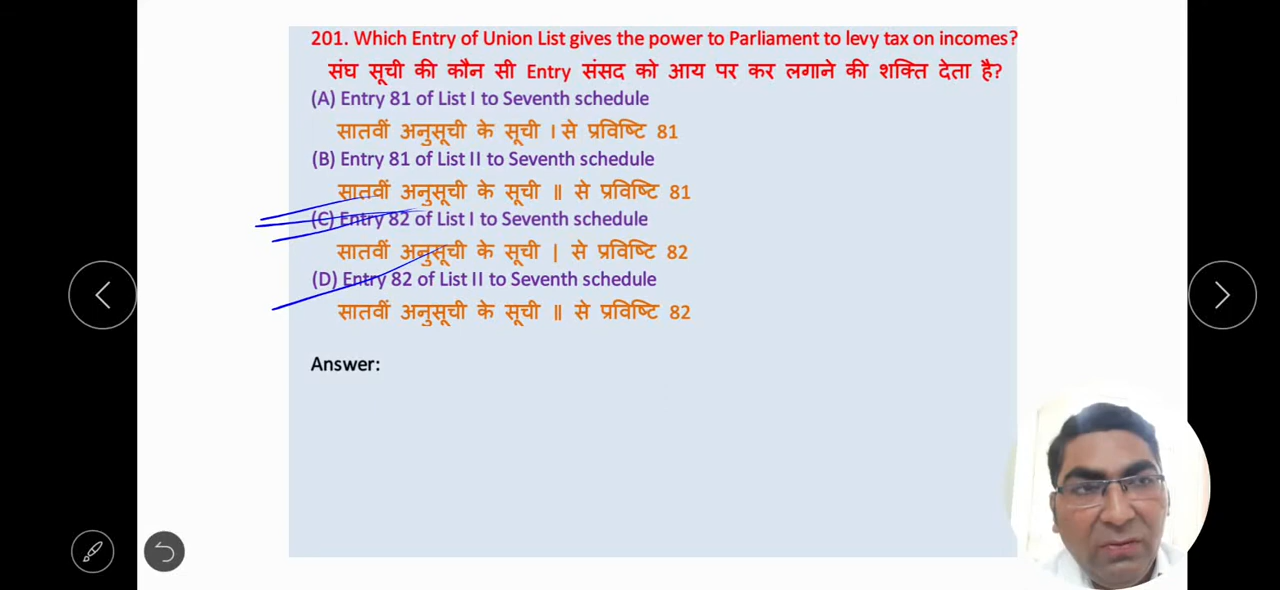 201. Which Entry of Union List gives the power to Parliament to levy tax on incomes?
संघ सूची की कौन सी Entry संसद को आय पर कर लगाने की शक्ति देता है?
(A) Entry 81 of List I to Seventh schedule
सातवीं अनुसूची के सूची I से प्रविष्टि 81
(B) Entry 81 of List II to Seventh schedule
सातवीं अनुसूची के सूची || से प्रविष्टि 81
(C) Entry 82 of List I to Seventh schedule
सातवीं अनुसूची के सूची | से प्रविष्टि 82
(D) Entry 82 of List II to Seventh schedule
सातवीं अनुसूची के सूची || से प्रविष्टि 82
Answer: